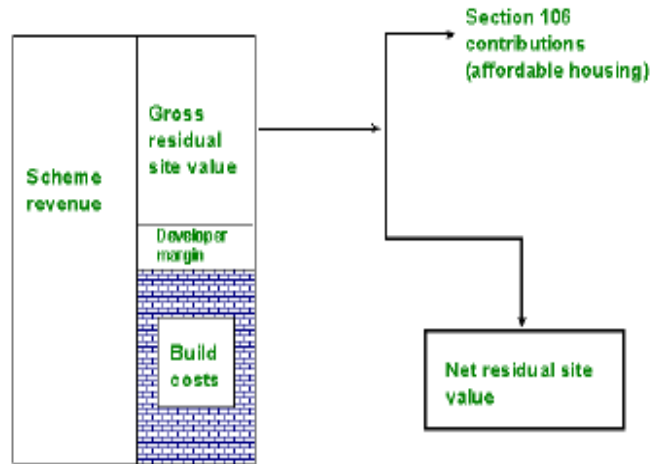 Section 106
contributions
(affordable housing)
Gross
residual
site value
Scheme
revenue
Developer
margin
Build
costs
Net residual site
value